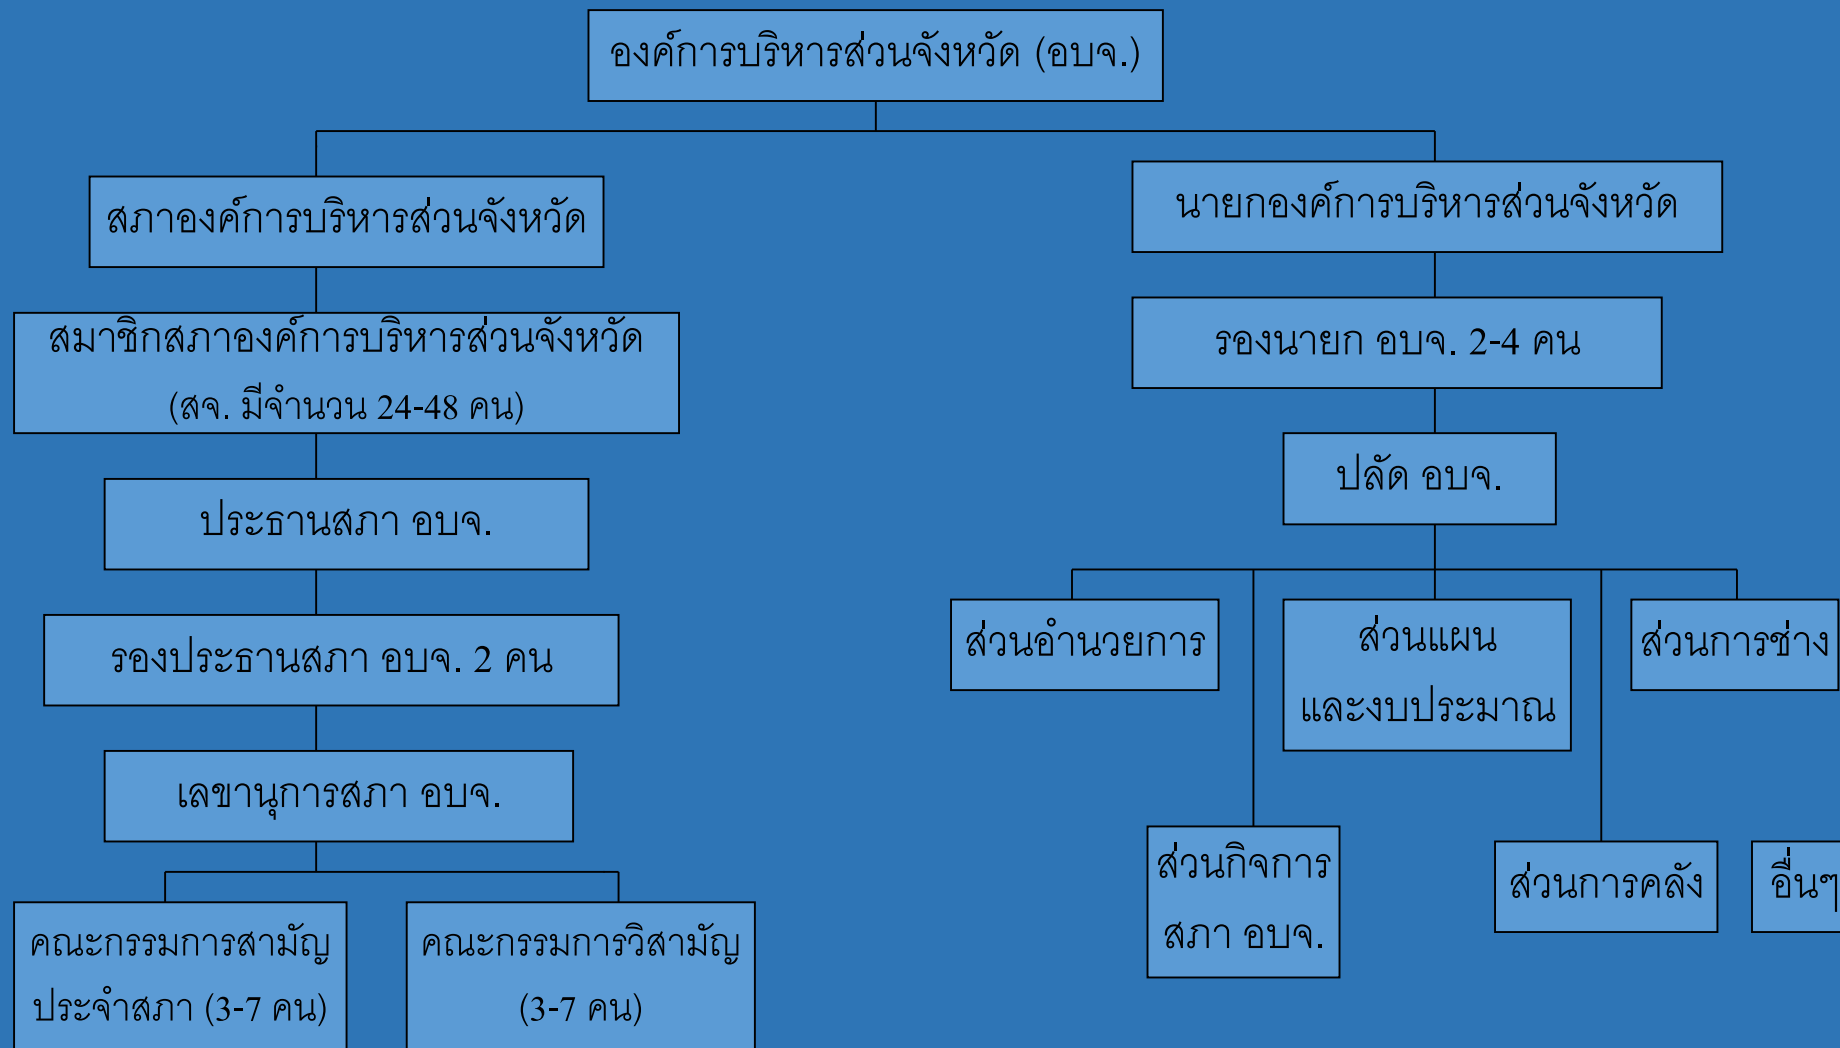 องค์การบริหารส่วนจังหวัด (อบจ.)
สภาองค์การบริหารส่วนจังหวัด
นายกองค์การบริหารส่วนจังหวัด
สมาชิกสภาองค์การบริหารส่วนจังหวัด
(สจ. มีจำนวน 24-48 คน)
รองนายก อบจ. 2-4 คน
ประธานสภา อบจ.
ปลัด อบจ.
รองประธานสภา อบจ. 2 คน
ส่วนอำนวยการ
ส่วนแผน
และงบประมาณ
ส่วนการช่าง
เลขานุการสภา อบจ.
ส่วนกิจการ
สภา อบจ.
ส่วนการคลัง
อื่นๆ
คณะกรรมการสามัญ
ประจำสภา (3-7 คน)
คณะกรรมการวิสามัญ
(3-7 คน)